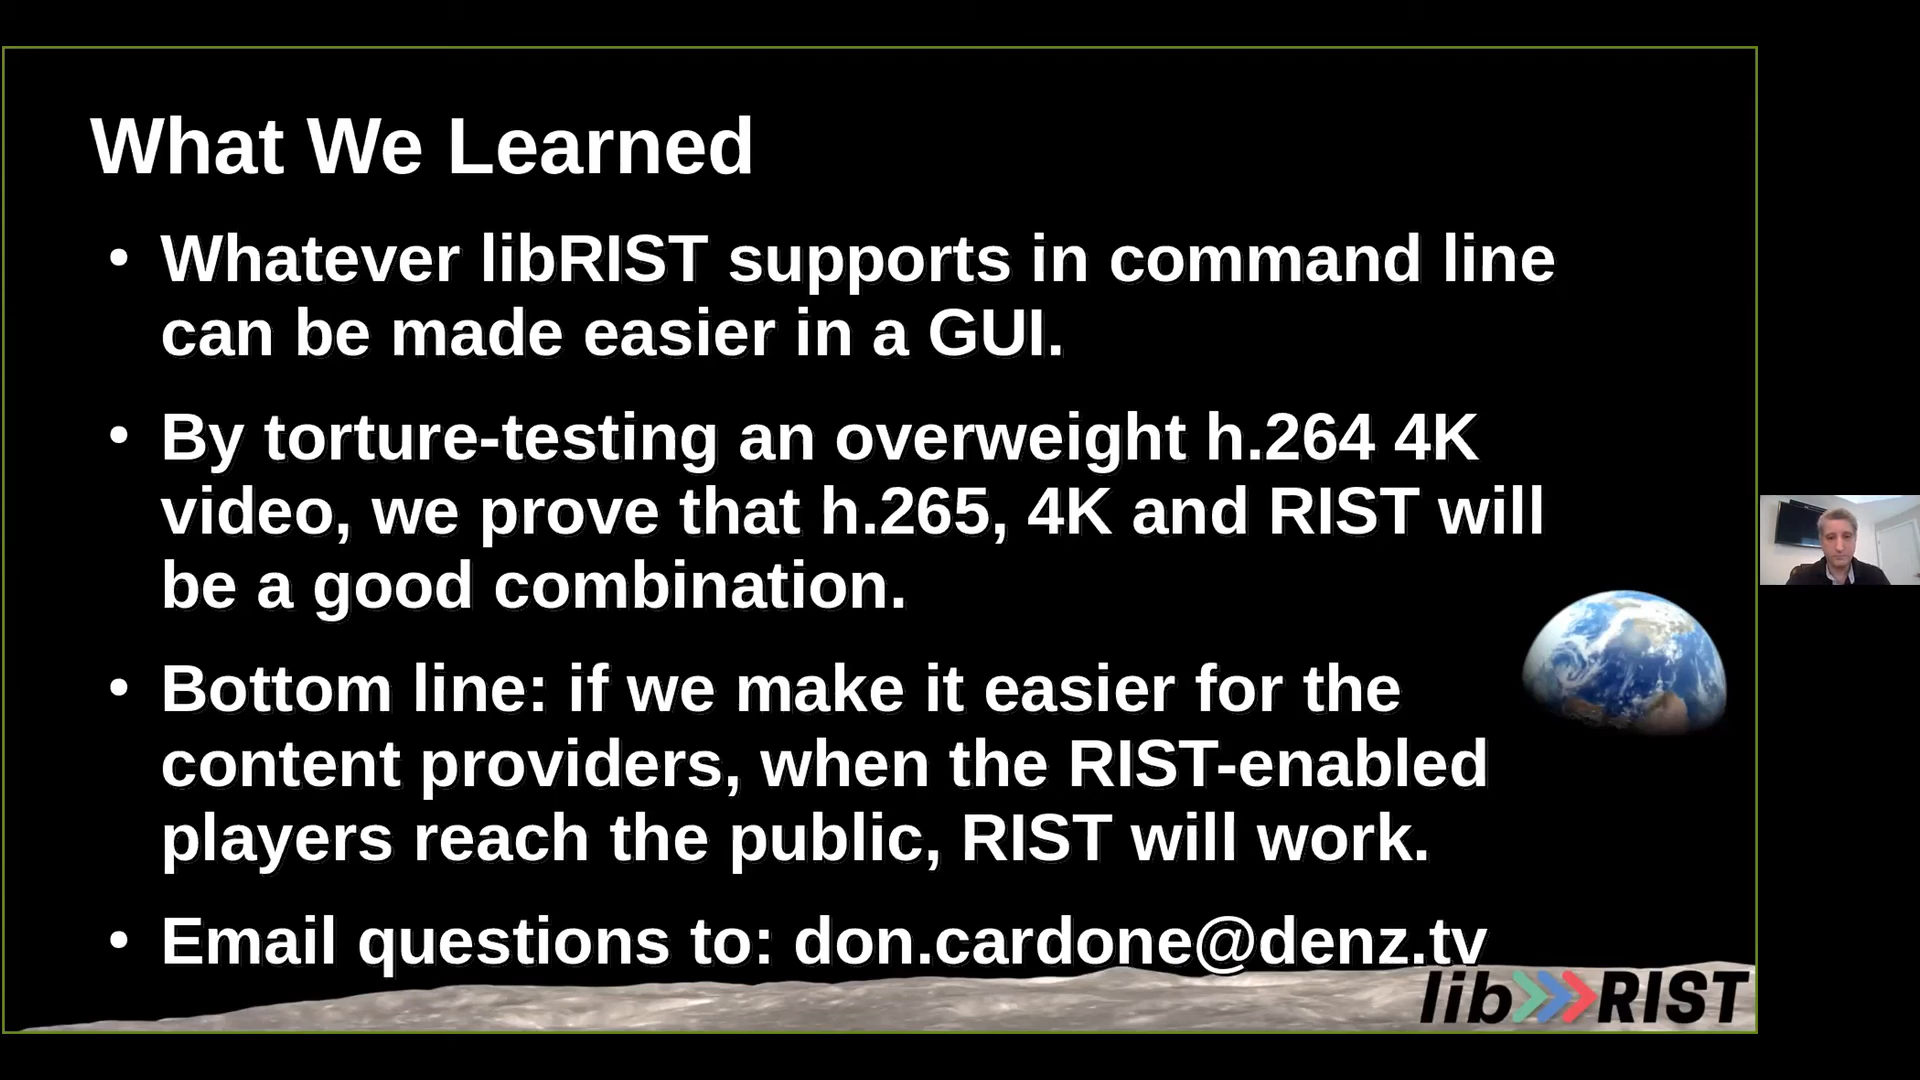 What We Learned
• Whatever libRIST supports in command line
can be made easier in a GUI.
• By torture-testing an overweight h.264 4K
video, we prove that h.265, 4K and RIST will
be a good combination.
• Bottom line: if we make it easier for the
content providers, when the RIST-enabled
players reach the public, RIST will work.
• Email questions to: don.cardone@denz.tv
lib RIST